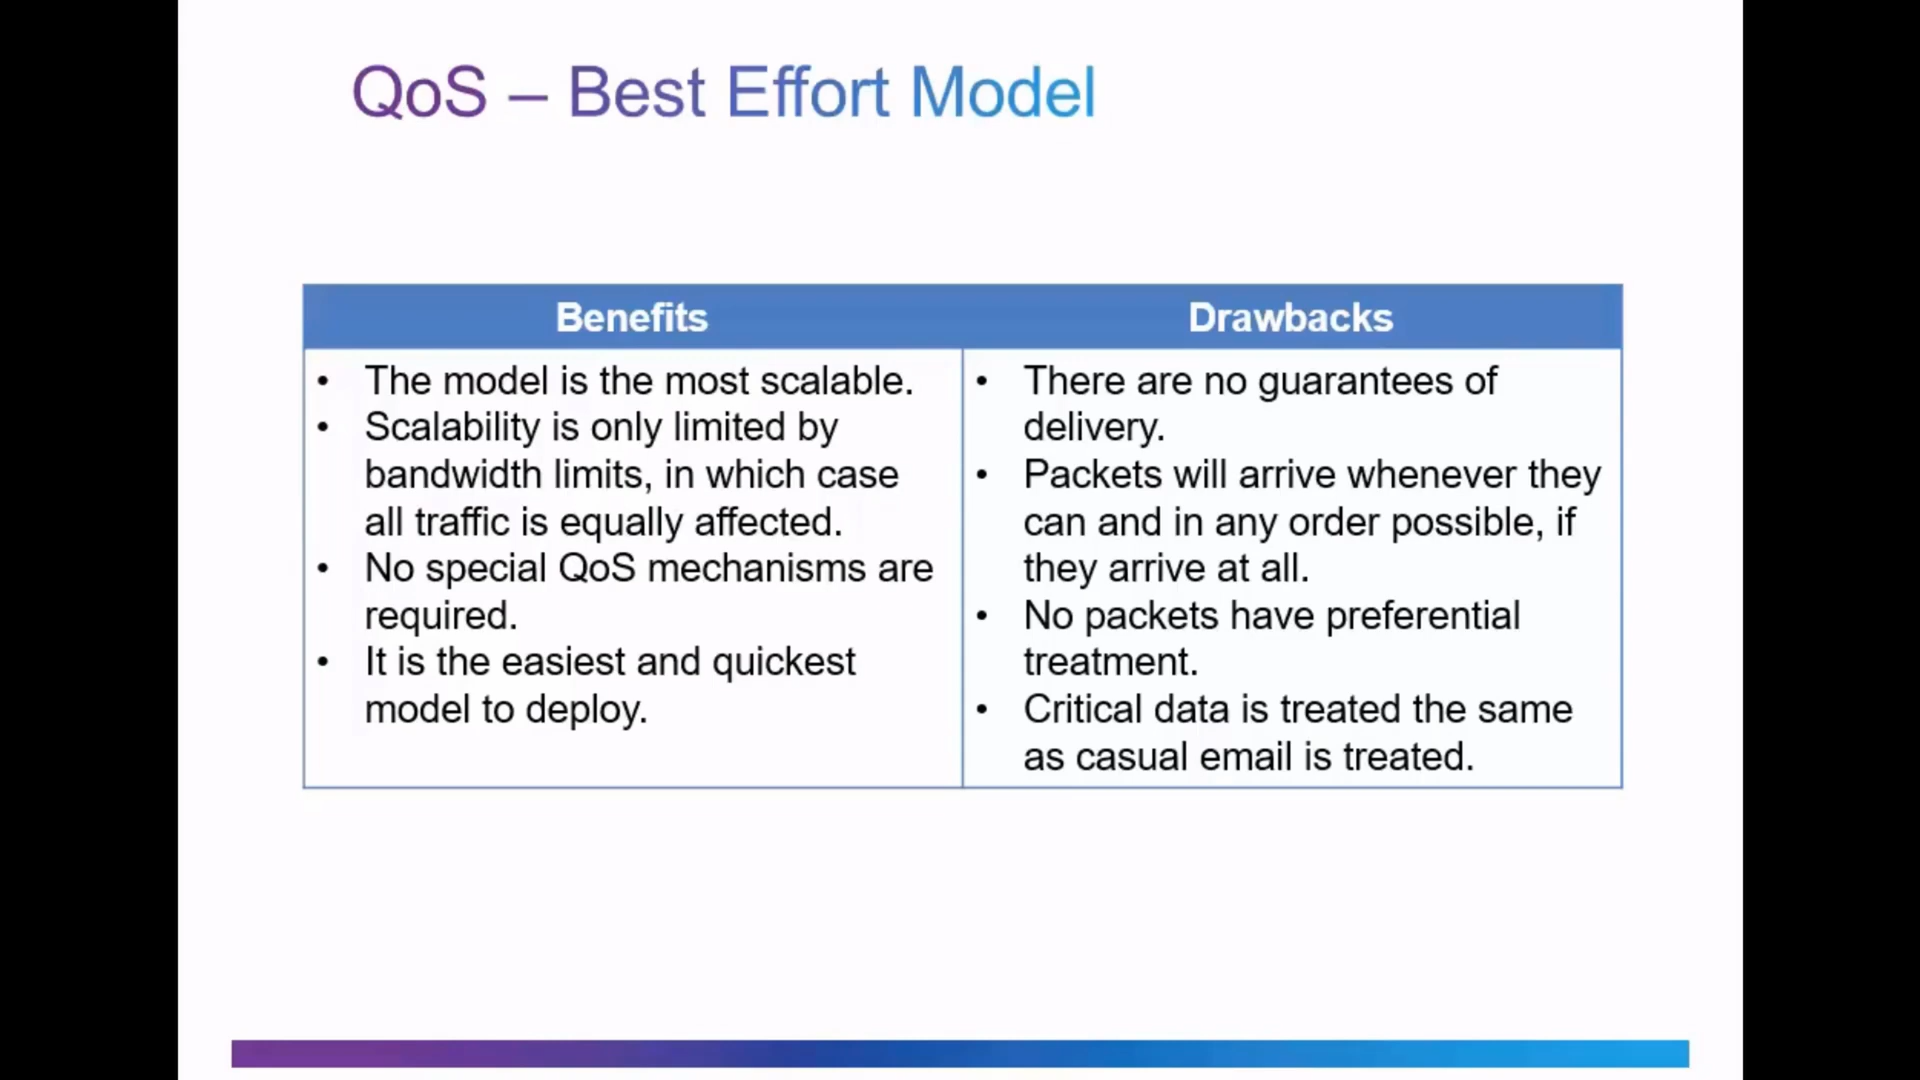 QoS – Best Effort Model
Benefits
• The model is the most scalable.
• Scalability is only limited by
bandwidth limits, in which case
all traffic is equally affected.
• No special QoS mechanisms are
required.
• It is the easiest and quickest
model to deploy.
Drawbacks
• There are no guarantees of
delivery.
• Packets will arrive whenever they
can and in any order possible, if
they arrive at all.
• No packets have preferential
treatment.
• Critical data is treated the same
as casual email is treated.